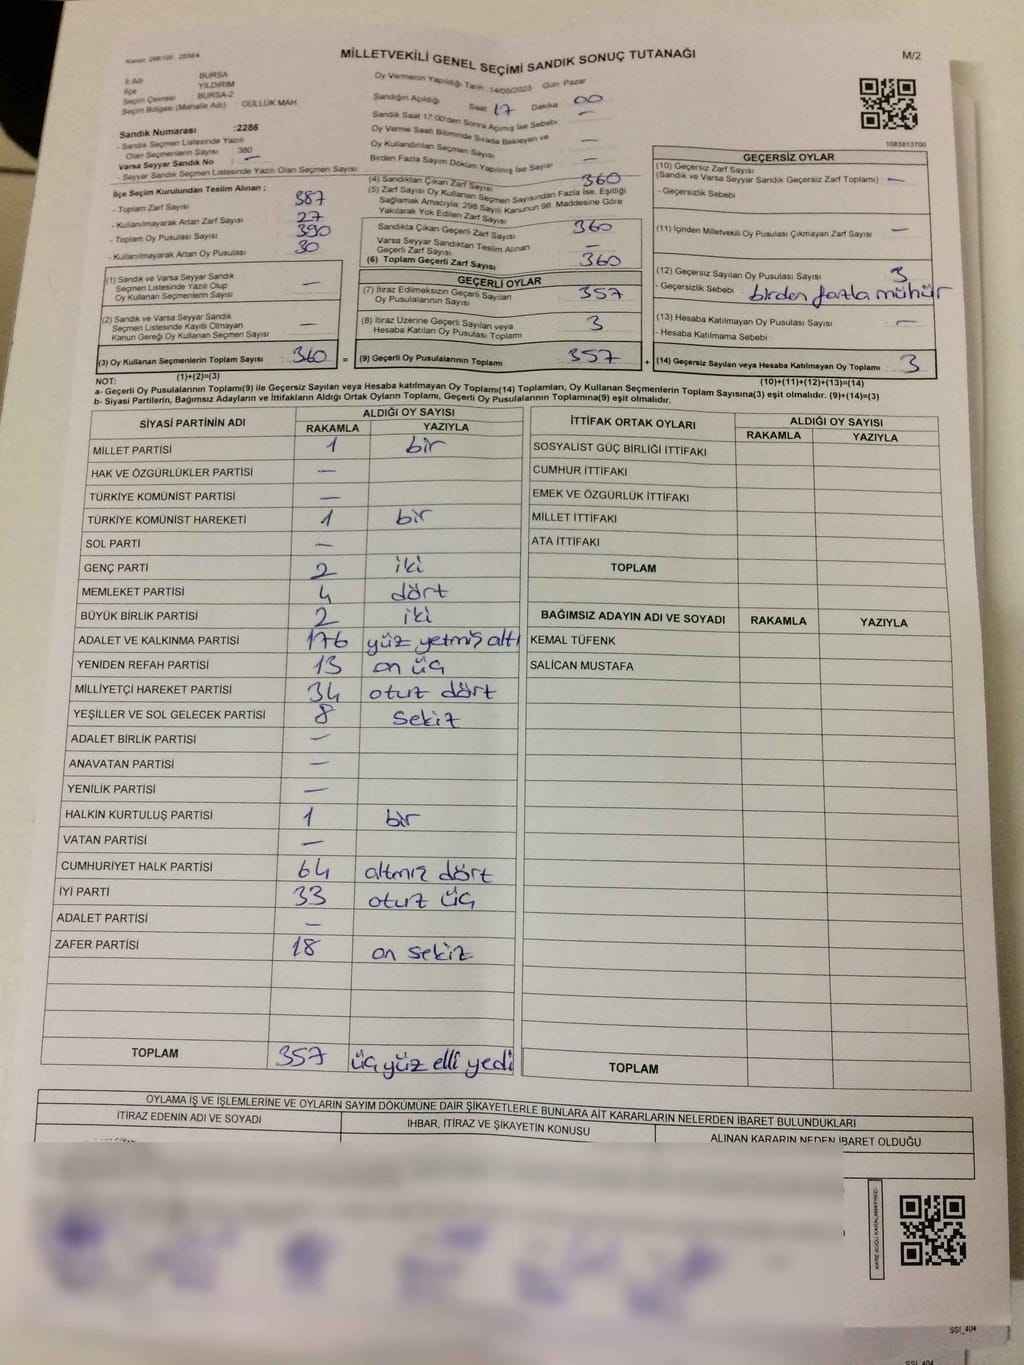 MİLLETVEKİLİ GENEL SEÇİMİ SANDIK SONUÇ TUTANAĞI
M/2
İl Adı BURSA
İlçe YILDIRIM
Seçim Çevresi BURSA-2
Seçim Bölgesi (Mahalle Adı) GÜLLÜK MAH.
Oy Vermenin Yapıldığı Tarih 14/05/2023 Gün: Pazar
Sandığın Açıldığı Saat 17 Dakika 00
Sandık Saat 17:00'den Sonra Açılmış İse Sebebi —
Oy Verme Saati Bitiminde Sırada Bekleyen ve
Oy Kullandırılan Seçmen Sayısı —
Birden Fazla Sayım Döküm Yapılmış İse Sayısı —
Sandık Numarası :2286
- Sandık Seçmen Listesinde Yazılı
Olan Seçmenlerin Sayısı 380
Varsa Seyyar Sandık No : —
- Seyyar Sandık Seçmen Listesinde Yazılı Olan Seçmen Sayısı:
İlçe Seçim Kurulundan Teslim Alınan ;
- Toplam Zarf Sayısı 387
- Kullanılmayarak Artan Zarf Sayısı 27
- Toplam Oy Pusulası Sayısı 390
- Kullanılmayarak Artan Oy Pusulası 30
(1) Sandık ve Varsa Seyyar Sandık
Seçmen Listesinde Yazılı Olup
Oy Kullanan Seçmenlerin Sayısı —
(2) Sandık ve Varsa Seyyar Sandık
Seçmen Listesinde Kayıtlı Olmayan
Kanun Gereği Oy Kullanan Seçmen Sayısı —
(3) Oy Kullanan Seçmenlerin Toplam Sayısı 360 =
(1)+(2)=(3)
(4) Sandıktan Çıkan Zarf Sayısı 360
(5) Zarf Sayısı Oy Kullanan Seçmen Sayısından Fazla İse, Eşitliği
Sağlamak Amacıyla; 298 Sayılı Kanunun 98. Maddesine Göre
Yakılarak Yok Edilen Zarf Sayısı
Sandıkta Çıkan Geçerli Zarf Sayısı 360
Varsa Seyyar Sandıktan Teslim Alınan
Geçerli Zarf Sayısı —
(6) Toplam Geçerli Zarf Sayısı 360
GEÇERLİ OYLAR
(7) İtiraz Edilmeksizin Geçerli Sayılan
Oy Pusulalarının Sayısı 357
(8) İtiraz Üzerine Geçerli Sayılan veya
Hesaba Katılan Oy Pusulası Toplamı 3
(9) Geçerli Oy Pusulalarının Toplamı 357 +
1083813700
GEÇERSİZ OYLAR
(10) Geçersiz Zarf Sayısı
(Sandık ve Varsa Seyyar Sandık Geçersiz Zarf Toplamı) —
- Geçersizlik Sebebi
(11) İçinden Milletvekili Oy Pusulası Çıkmayan Zarf Sayısı —
(12) Geçersiz Sayılan Oy Pusulası Sayısı 3
- Geçersizlik Sebebi birden fazla mühür
(13) Hesaba Katılmayan Oy Pusulası Sayısı —
- Hesaba Katılmama Sebebi
(14) Geçersiz Sayılan veya Hesaba Katılmayan Oy Toplamı 3
(10)+(11)+(12)+(13)=(14)
NOT:
a- Geçerli Oy Pusulalarının Toplamı(9) ile Geçersiz Sayılan veya Hesaba katılmayan Oy Toplamı(14) Toplamları, Oy Kullanan Seçmenlerin Toplam Sayısına(3) eşit olmalıdır. (9)+(14)=(3)
b- Siyasi Partilerin, Bağımsız Adayların ve İttifakların Aldığı Ortak Oyların Toplamı, Geçerli Oy Pusulalarının Toplamına(9) eşit olmalıdır.
SİYASİ PARTİNİN ADI ALDIĞI OY SAYISI
RAKAMLA YAZIYLA
MİLLET PARTİSİ 1 bir
HAK VE ÖZGÜRLÜKLER PARTİSİ —
TÜRKİYE KOMÜNİST PARTİSİ —
TÜRKİYE KOMÜNİST HAREKETİ 1 bir
SOL PARTİ —
GENÇ PARTİ 2 iki
MEMLEKET PARTİSİ 4 dört
BÜYÜK BİRLİK PARTİSİ 2 iki
ADALET VE KALKINMA PARTİSİ 176 yüz yetmiş altı
YENİDEN REFAH PARTİSİ 13 on üç
MİLLİYETÇİ HAREKET PARTİSİ 34 otuz dört
YEŞİLLER VE SOL GELECEK PARTİSİ 8 sekiz
ADALET BİRLİK PARTİSİ —
ANAVATAN PARTİSİ —
YENİLİK PARTİSİ —
HALKIN KURTULUŞ PARTİSİ 1 bir
VATAN PARTİSİ —
CUMHURİYET HALK PARTİSİ 64 altmış dört
İYİ PARTİ 33 otuz üç
ADALET PARTİSİ —
ZAFER PARTİSİ 18 on sekiz
TOPLAM 357 üç yüz elli yedi
İTTİFAK ORTAK OYLARI ALDIĞI OY SAYISI
RAKAMLA YAZIYLA
SOSYALİST GÜÇ BİRLİĞİ İTTİFAKI
CUMHUR İTTİFAKI
EMEK VE ÖZGÜRLÜK İTTİFAKI
MİLLET İTTİFAKI
ATA İTTİFAKI
TOPLAM
BAĞIMSIZ ADAYIN ADI VE SOYADI RAKAMLA YAZIYLA
KEMAL TÜFENK
SALİCAN MUSTAFA
TOPLAM
OYLAMA İŞ VE İŞLEMLERİNE VE OYLARIN SAYIM DÖKÜMÜNE DAİR ŞİKAYETLERLE BUNLARA AİT KARARLARIN NELERDEN İBARET BULUNDUKLARI
İTİRAZ EDENİN ADI VE SOYADI İHBAR, İTİRAZ VE ŞİKAYETİN KONUSU ALINAN KARARIN NEDEN İBARET OLDUĞU
KARE KODU KARALAMAYINIZ!
SSİ_404
SSİ_404